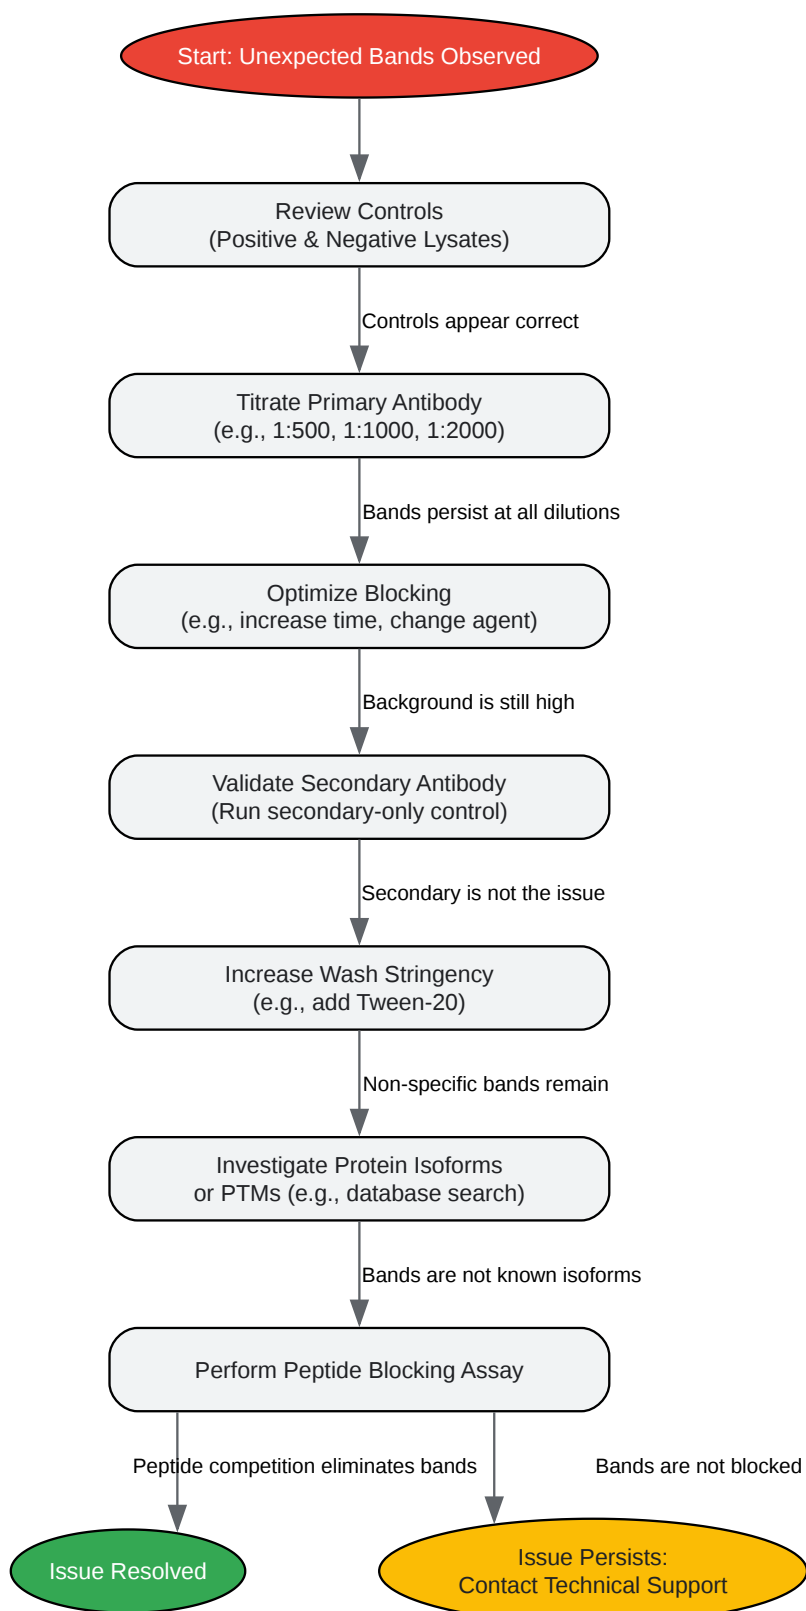 Start: Unexpected Bands Observed
Review Controls
(Positive & Negative Lysates)
Controls appear correct
Titrate Primary Antibody
(e.g., 1:500, 1:1000, 1:2000)
Bands persist at all dilutions
Optimize Blocking
(e.g., increase time, change agent)
Background is still high
Validate Secondary Antibody
(Run secondary-only control)
Secondary is not the issue
Increase Wash Stringency
(e.g., add Tween-20)
Non-specific bands remain
Investigate Protein Isoforms
or PTMs (e.g., database search)
Bands are not known isoforms
Perform Peptide Blocking Assay
Peptide competition eliminates bands
Bands are not blocked
Issue Resolved
Issue Persists:
Contact Technical Support